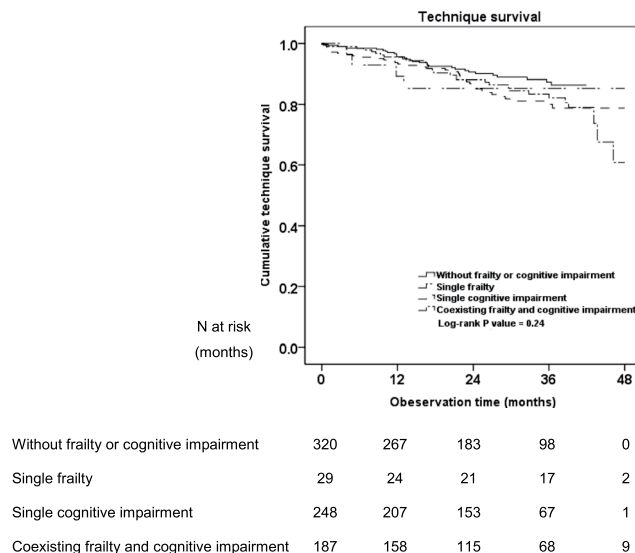 Technique survival
1.0
0.8
0.6
0.4
0.2
0.0
Cumulative technique survival
Without frailty or cognitive impairment
Single frailty
Single cognitive impairment
Coexisting frailty and cognitive impairment
Log-rank P value = 0.24
N at risk
(months)
0 12 24 36 48
Obeservation time (months)
Without frailty or cognitive impairment 320 267 183 98 0
Single frailty 29 24 21 17 2
Single cognitive impairment 248 207 153 67 1
Coexisting frailty and cognitive impairment 187 158 115 68 9